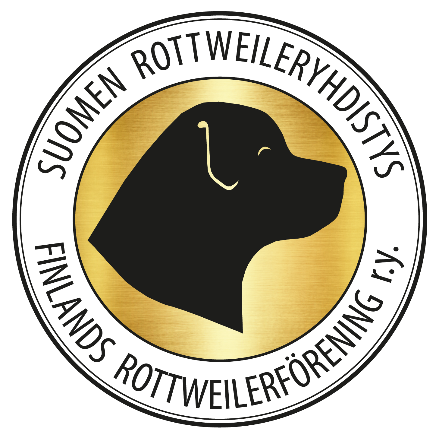 SUOMEN ROTTWEILERYHDISTYS
FINLANDS ROTTWEILERFÖRENING r.y.